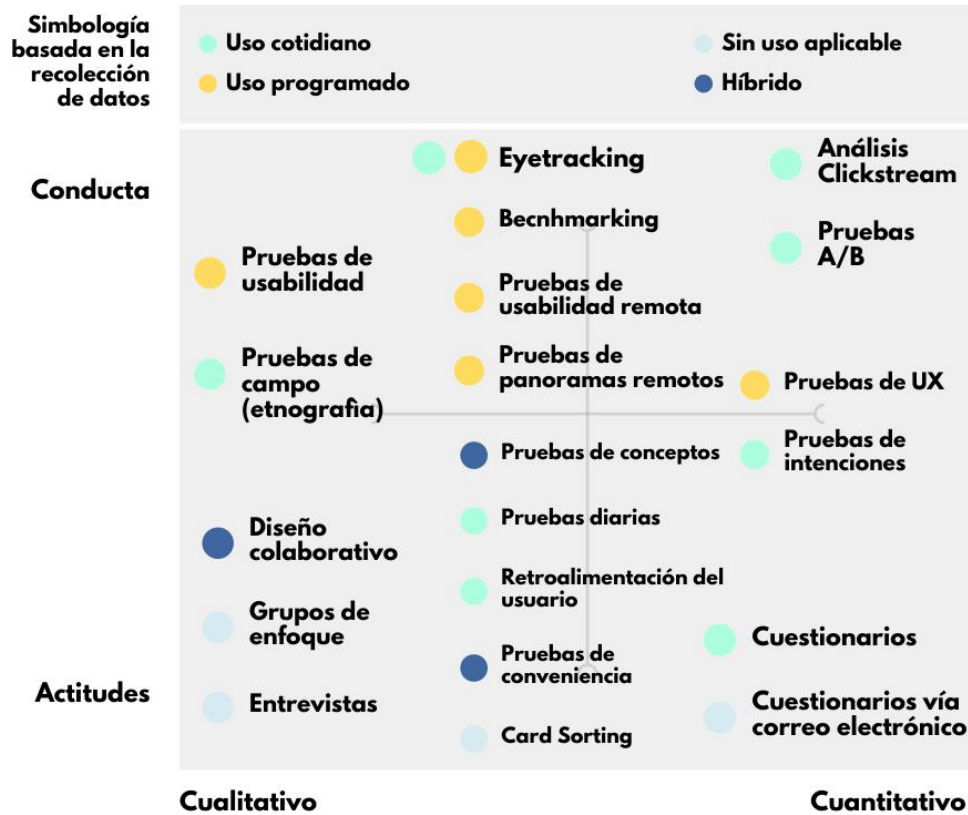 Simbología
basada en la
recolección
de datos
Uso cotidiano
Sin uso aplicable
Uso programado
Híbrido
Conducta
Eyetracking
Análisis
Clickstream
Becnhmarking
Pruebas
A/B
Pruebas de
usabilidad
Pruebas de
usabilidad remota
Pruebas de
campo
(etnografia)
Pruebas de
panoramas remotos
Pruebas de UX
Pruebas de conceptos
Pruebas de
intenciones
Diseño
colaborativo
Pruebas diarias
Grupos de
enfoque
Retroalimentación del
usuario
Cuestionarios
Actitudes
Entrevistas
Pruebas de
conveniencia
Cuestionarios vía
correo electrónico
Card Sorting
Cualitativo
Cuantitativo